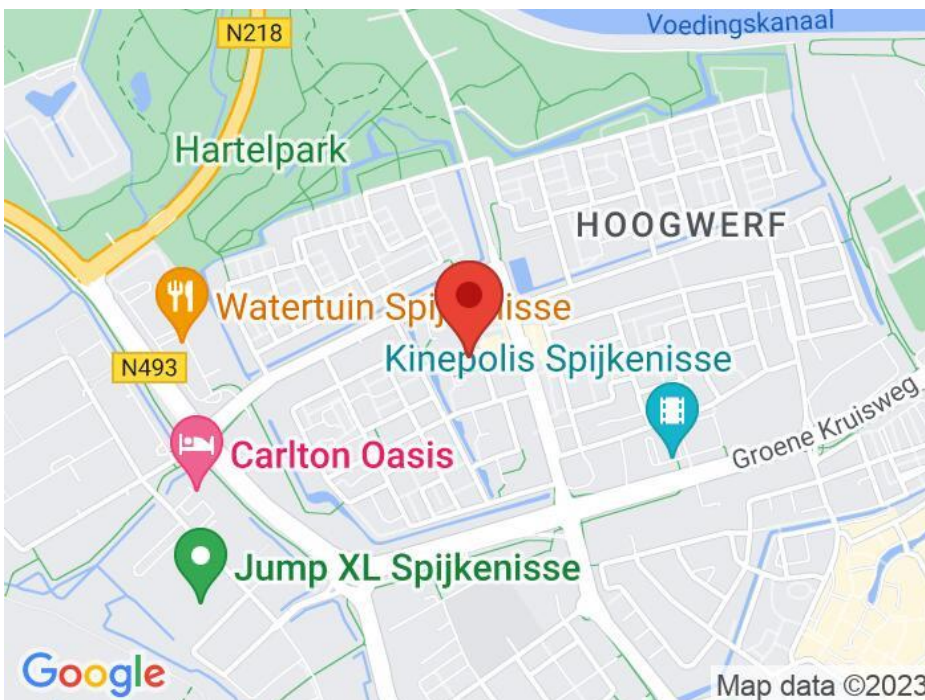 Voedingskanaal
N218
Hartelpark
HOOGWERF
Watertuin Spijkenisse
Kinepolis Spijkenisse
N493
Groene Kruisweg
Carlton Oasis
Jump XL Spijkenisse
Google
Map data ©2023